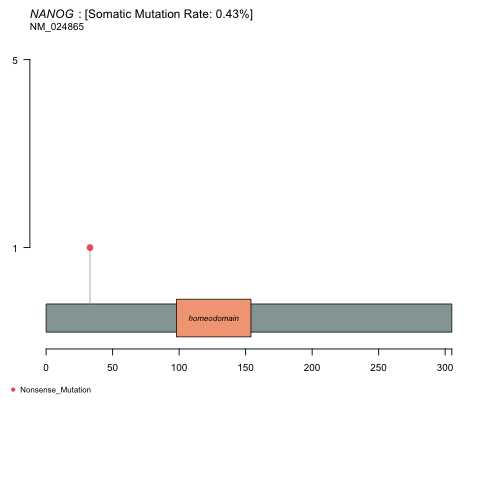 NANOG : [Somatic Mutation Rate: 0.43%]
NM_024865
5
1
homeodomain
0 50 100 150 200 250 300
Nonsense_Mutation